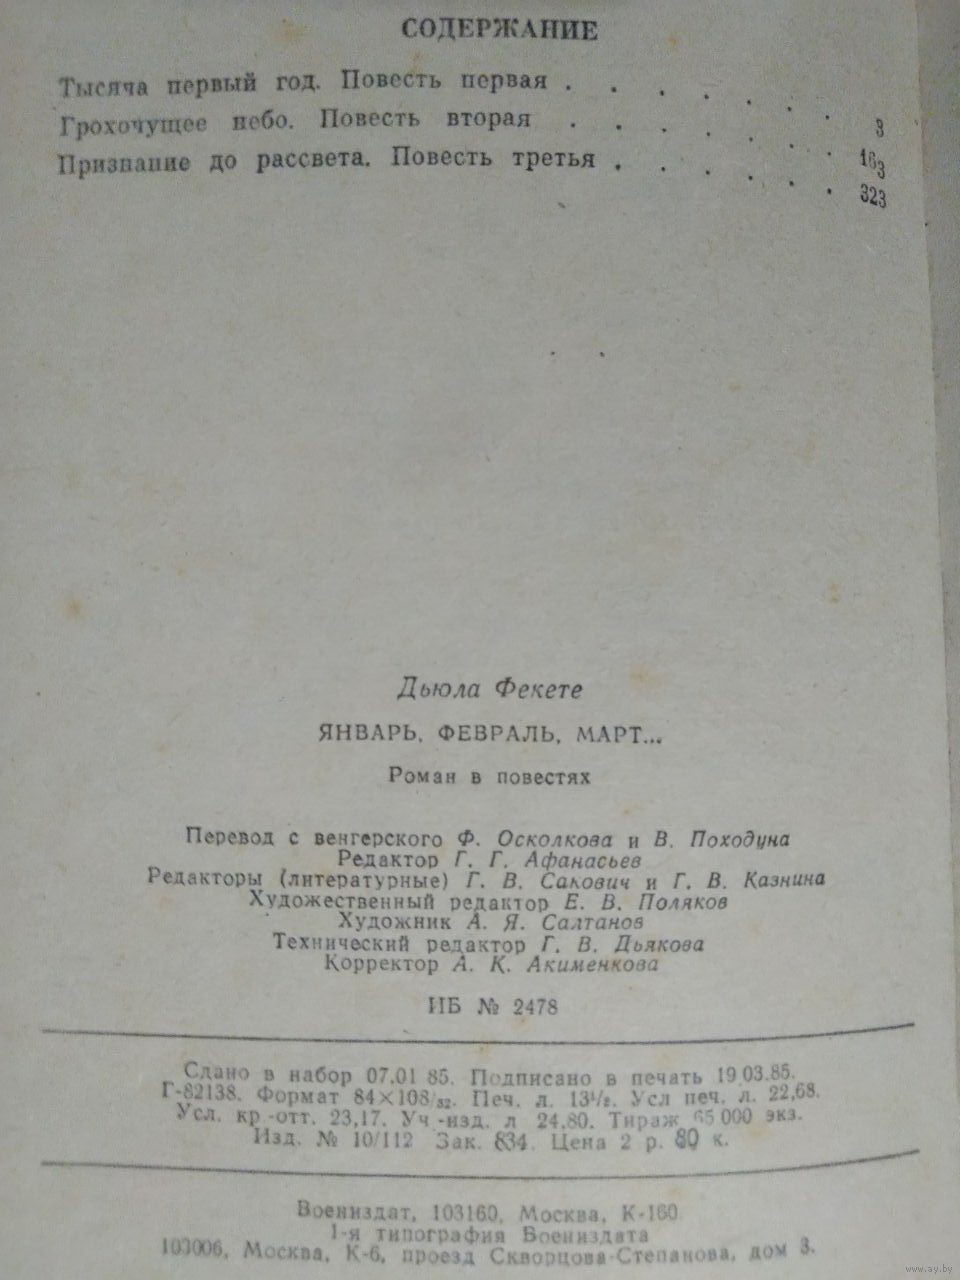 СОДЕРЖАНИЕ
Тысяча первый год. Повесть первая . . . . . . . 3
Грохочущее небо. Повесть вторая . . . . . . . 163
Признание до рассвета. Повесть третья . . . . . . 323
Дьюла Фекете
ЯНВАРЬ, ФЕВРАЛЬ, МАРТ...
Роман в повестях
Перевод с венгерского Ф. Осколкова и В. Походуна
Редактор Г. Г. Афанасьев
Редакторы (литературные) Г. В. Сакович и Г. В. Казнина
Художественный редактор Е. В. Поляков
Художник А. Я. Салтанов
Технический редактор Г. В. Дьякова
Корректор А. К. Акименкова
ИБ № 2478
Сдано в набор 07.01 85. Подписано в печать 19.03.85.
Г-82138. Формат 84×108/32. Печ. л. 13½. Усл печ. л. 22,68.
Усл. кр-отт. 23,17. Уч-изд. л 24,80. Тираж 65 000 экз.
Изд. № 10/112 Зак. 834. Цена 2 р. 80 к.
Воениздат, 103160, Москва, К-160
1-я типография Воениздата
103006, Москва, К-6, проезд Скворцова-Степанова, дом 3.
www.ay.by